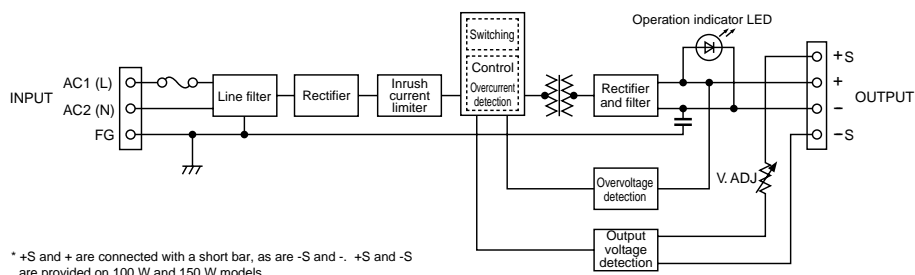 Operation indicator LED
INPUT
AC1 (L)
AC2 (N)
FG
Line filter
Rectifier
Inrush
current
limiter
Switching
Control
Overcurrent
detection
Rectifier
and filter
+S
+
−
−S
OUTPUT
Overvoltage
detection
V. ADJ
Output
voltage
detection
* +S and + are connected with a short bar, as are -S and -. +S and -S
are provided on 100 W and 150 W models.